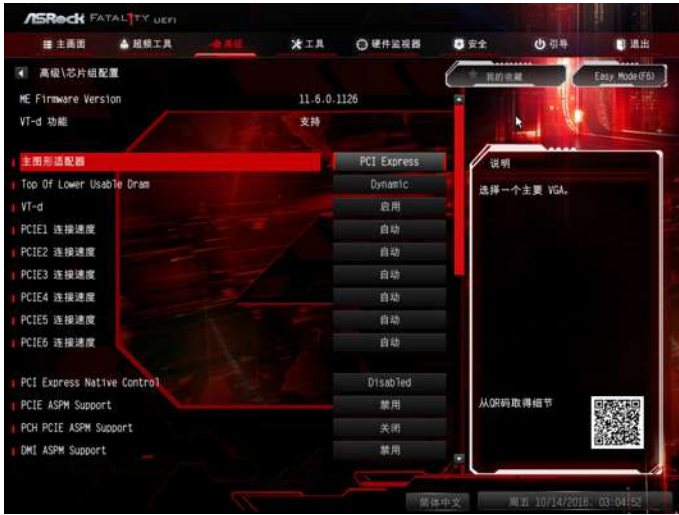 ASRock FATAL1TY UEFI
主画面 超频工具 高级 工具 硬件监视器 安全 引导 退出
高级\芯片组配置
我的收藏 Easy Mode(F6)
ME Firmware Version 11.6.0.1126
VT-d 功能 支持
主图形适配器 PCI Express
Top Of Lower Usable Dram Dynamic
VT-d 启用
PCIE1 连接速度 自动
PCIE2 连接速度 自动
PCIE3 连接速度 自动
PCIE4 连接速度 自动
PCIE5 连接速度 自动
PCIE6 连接速度 自动
PCI Express Native Control Disabled
PCIE ASPM Support 禁用
PCH PCIE ASPM Support 关闭
DMI ASPM Support 禁用
说明
选择一个主要 VGA。
从QR码取得细节
简体中文 周五 10/14/2016, 03:04:52